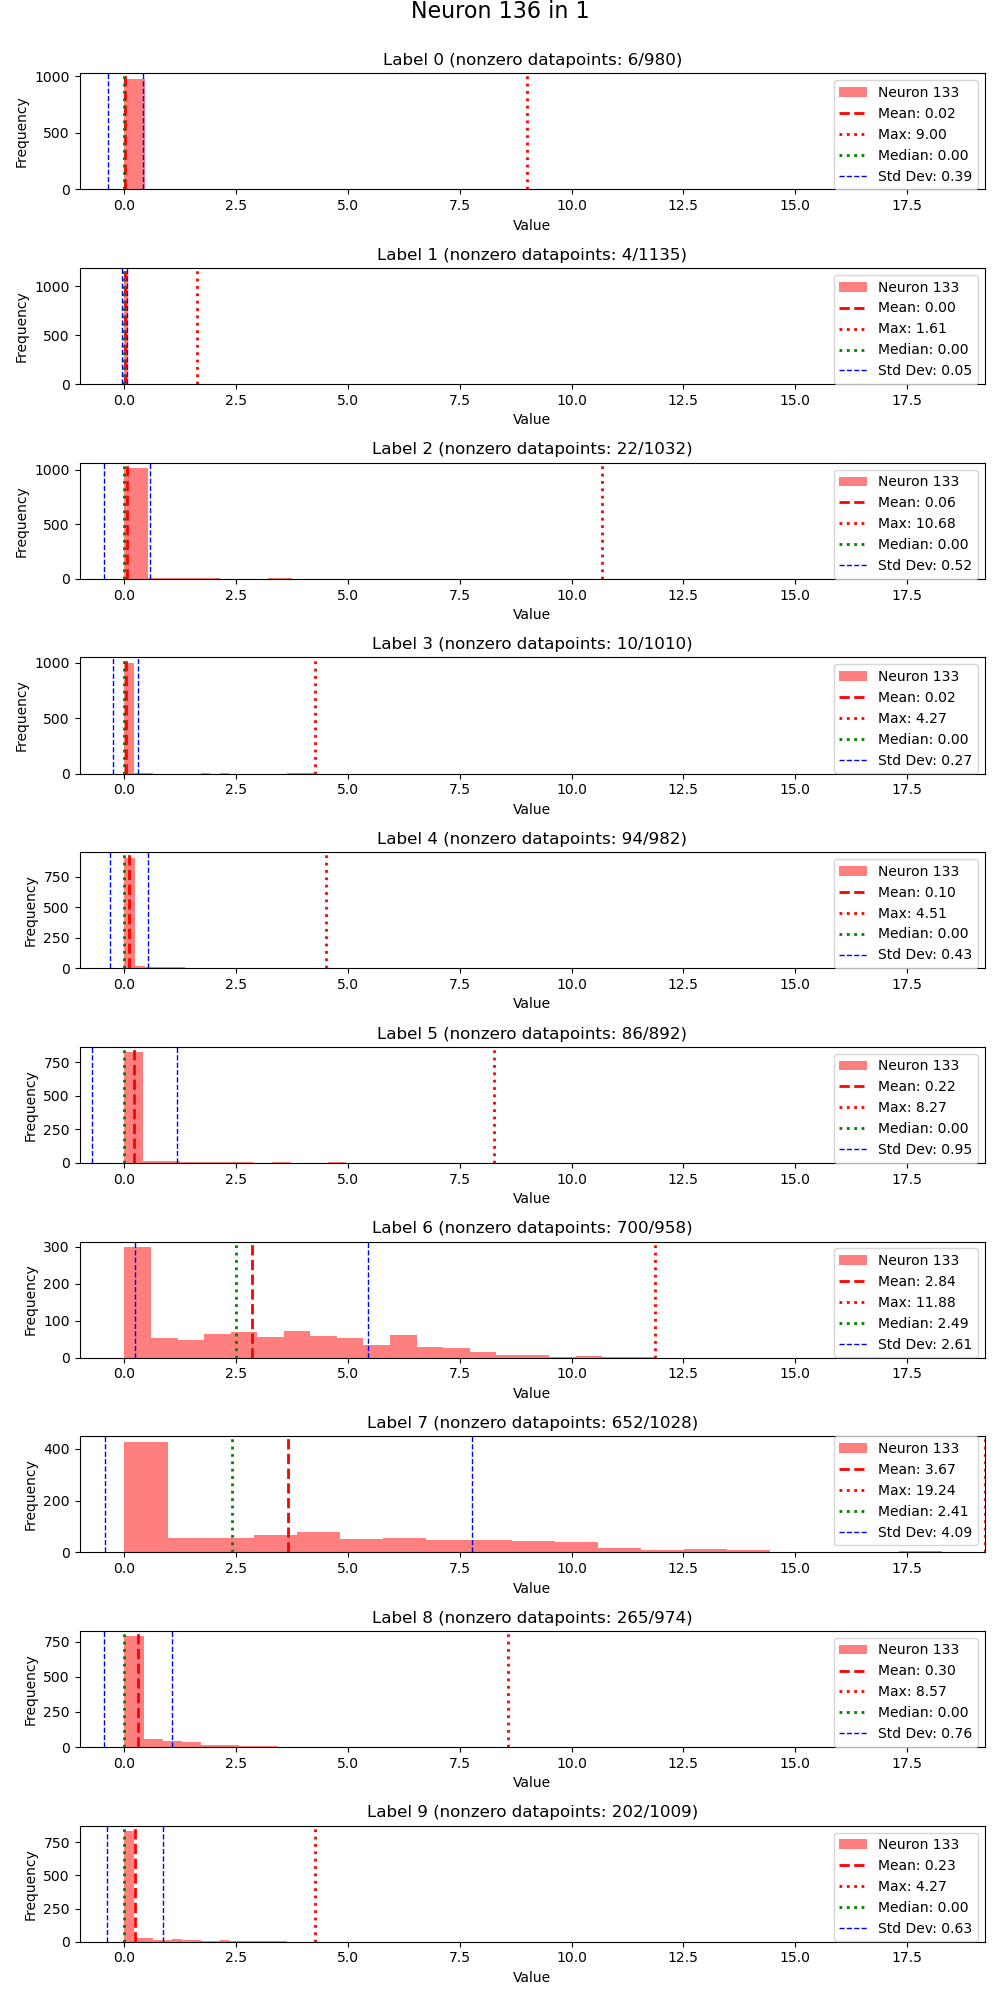 Neuron 136 in 1
Label 0 (nonzero datapoints: 6/980)
Frequency
1000
500
0
Neuron 133
Mean: 0.02
Max: 9.00
Median: 0.00
Std Dev: 0.39
0.0 2.5 5.0 7.5 10.0 12.5 15.0 17.5
Value
Label 1 (nonzero datapoints: 4/1135)
Frequency
1000
500
0
Neuron 133
Mean: 0.00
Max: 1.61
Median: 0.00
Std Dev: 0.05
0.0 2.5 5.0 7.5 10.0 12.5 15.0 17.5
Value
Label 2 (nonzero datapoints: 22/1032)
Frequency
1000
500
0
Neuron 133
Mean: 0.06
Max: 10.68
Median: 0.00
Std Dev: 0.52
0.0 2.5 5.0 7.5 10.0 12.5 15.0 17.5
Value
Label 3 (nonzero datapoints: 10/1010)
Frequency
1000
500
0
Neuron 133
Mean: 0.02
Max: 4.27
Median: 0.00
Std Dev: 0.27
0.0 2.5 5.0 7.5 10.0 12.5 15.0 17.5
Value
Label 4 (nonzero datapoints: 94/982)
Frequency
750
500
250
0
Neuron 133
Mean: 0.10
Max: 4.51
Median: 0.00
Std Dev: 0.43
0.0 2.5 5.0 7.5 10.0 12.5 15.0 17.5
Value
Label 5 (nonzero datapoints: 86/892)
Frequency
750
500
250
0
Neuron 133
Mean: 0.22
Max: 8.27
Median: 0.00
Std Dev: 0.95
0.0 2.5 5.0 7.5 10.0 12.5 15.0 17.5
Value
Label 6 (nonzero datapoints: 700/958)
Frequency
300
200
100
0
Neuron 133
Mean: 2.84
Max: 11.88
Median: 2.49
Std Dev: 2.61
0.0 2.5 5.0 7.5 10.0 12.5 15.0 17.5
Value
Label 7 (nonzero datapoints: 652/1028)
Frequency
400
200
0
Neuron 133
Mean: 3.67
Max: 19.24
Median: 2.41
Std Dev: 4.09
0.0 2.5 5.0 7.5 10.0 12.5 15.0 17.5
Value
Label 8 (nonzero datapoints: 265/974)
Frequency
750
500
250
0
Neuron 133
Mean: 0.30
Max: 8.57
Median: 0.00
Std Dev: 0.76
0.0 2.5 5.0 7.5 10.0 12.5 15.0 17.5
Value
Label 9 (nonzero datapoints: 202/1009)
Frequency
750
500
250
0
Neuron 133
Mean: 0.23
Max: 4.27
Median: 0.00
Std Dev: 0.63
0.0 2.5 5.0 7.5 10.0 12.5 15.0 17.5
Value